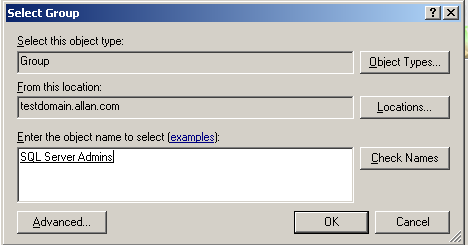 Select Group
Select this object type:
Group
Object Types...
From this location:
testdomain.allan.com
Locations...
Enter the object name to select (examples):
SQL Server Admins
Check Names
Advanced...
OK
Cancel